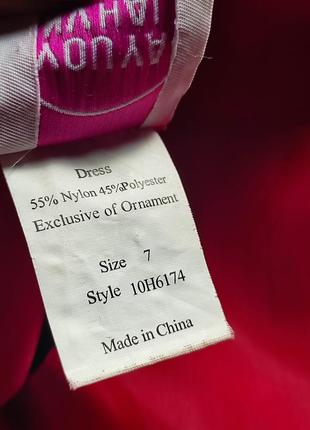 Dress
55% Nylon 45%Polyester
Exclusive of Ornament
Size 7
Style 10H6174
Made in China